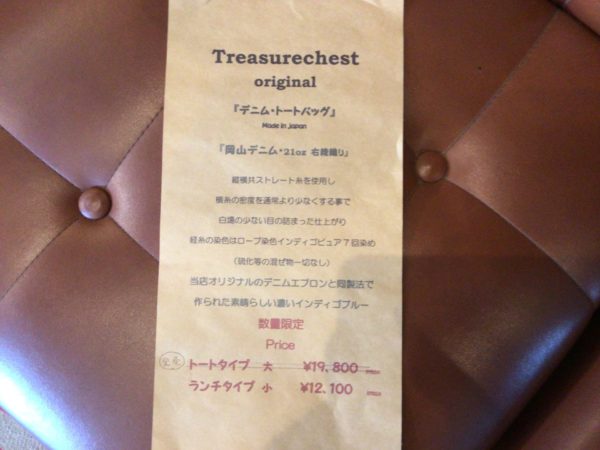 Treasurechest
original
『デニム・トートバッグ』
Made in japan
『岡山デニム・21oz 右綾織り』
縦横共ストレート糸を使用し
横糸の密度を通常より少なくする事で
白場の少ない目の詰まった仕上がり
経糸の染色はロープ染色インディゴピュア7回染め
（硫化等の混ぜ物一切なし）
当店オリジナルのデニムエプロンと同製法で
作られた素晴らしい濃いインディゴブルー
数量限定
Price
完売 トートタイプ 大 ¥19,800
ランチタイプ 小 ¥12,100